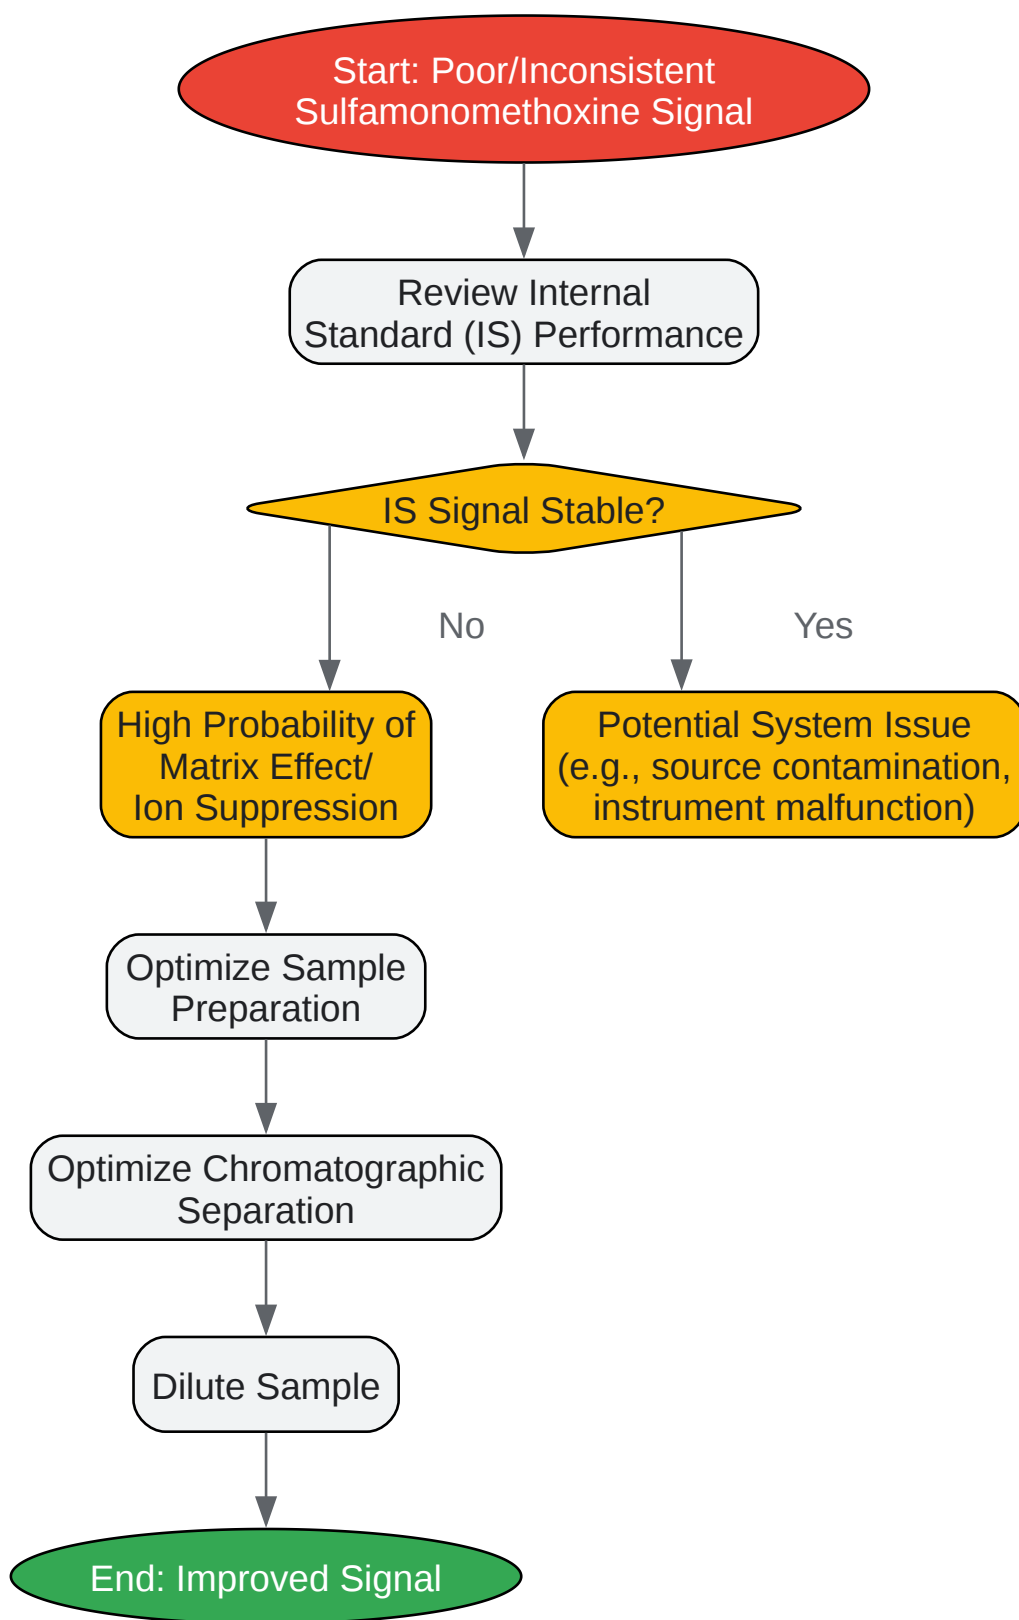 Start: Poor/Inconsistent
Sulfamonomethoxine Signal
Review Internal
Standard (IS) Performance
IS Signal Stable?
No
Yes
High Probability of
Matrix Effect/
Ion Suppression
Potential System Issue
(e.g., source contamination,
instrument malfunction)
Optimize Sample
Preparation
Optimize Chromatographic
Separation
Dilute Sample
End: Improved Signal